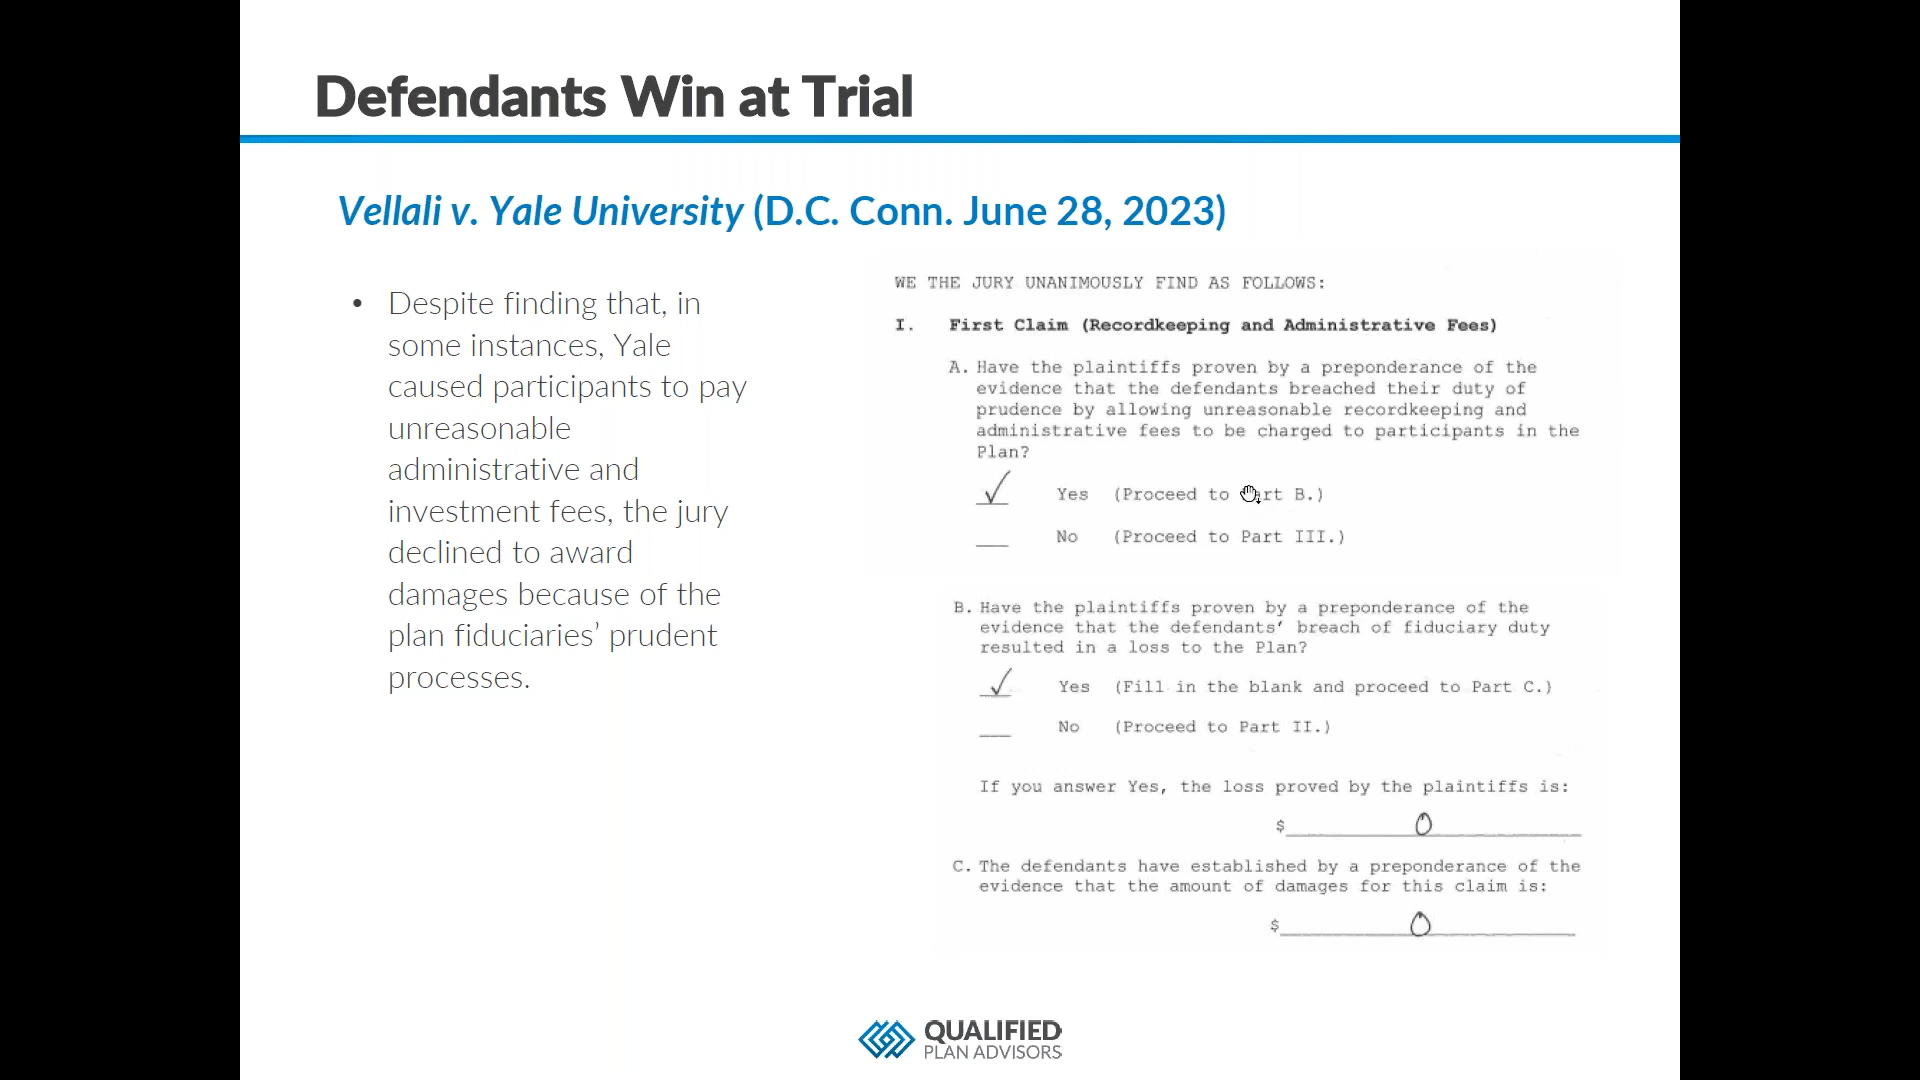 Defendants Win at Trial
Vellali v. Yale University (D.C. Conn. June 28, 2023)
• Despite finding that, in
some instances, Yale
caused participants to pay
unreasonable
administrative and
investment fees, the jury
declined to award
damages because of the
plan fiduciaries’ prudent
processes.
WE THE JURY UNANIMOUSLY FIND AS FOLLOWS:
I. First Claim (Recordkeeping and Administrative Fees)
A. Have the plaintiffs proven by a preponderance of the
evidence that the defendants breached their duty of
prudence by allowing unreasonable recordkeeping and
administrative fees to be charged to participants in the
Plan?
✓ Yes (Proceed to Part B.)
___ No (Proceed to Part III.)
B. Have the plaintiffs proven by a preponderance of the
evidence that the defendants’ breach of fiduciary duty
resulted in a loss to the Plan?
✓ Yes (Fill in the blank and proceed to Part C.)
___ No (Proceed to Part II.)
If you answer Yes, the loss proved by the plaintiffs is:
$ 0
C. The defendants have established by a preponderance of the
evidence that the amount of damages for this claim is:
$ 0
QUALIFIED
PLAN ADVISORS